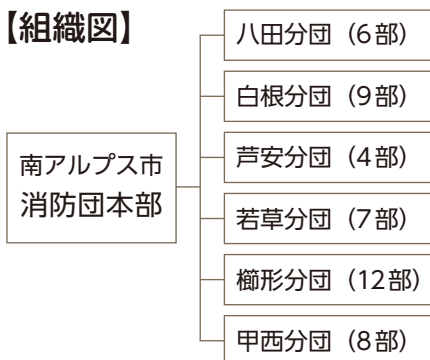 【組織図】
南アルプス市
消防団本部
八田分団（6部）
白根分団（9部）
芦安分団（4部）
若草分団（7部）
櫛形分団（12部）
甲西分団（8部）